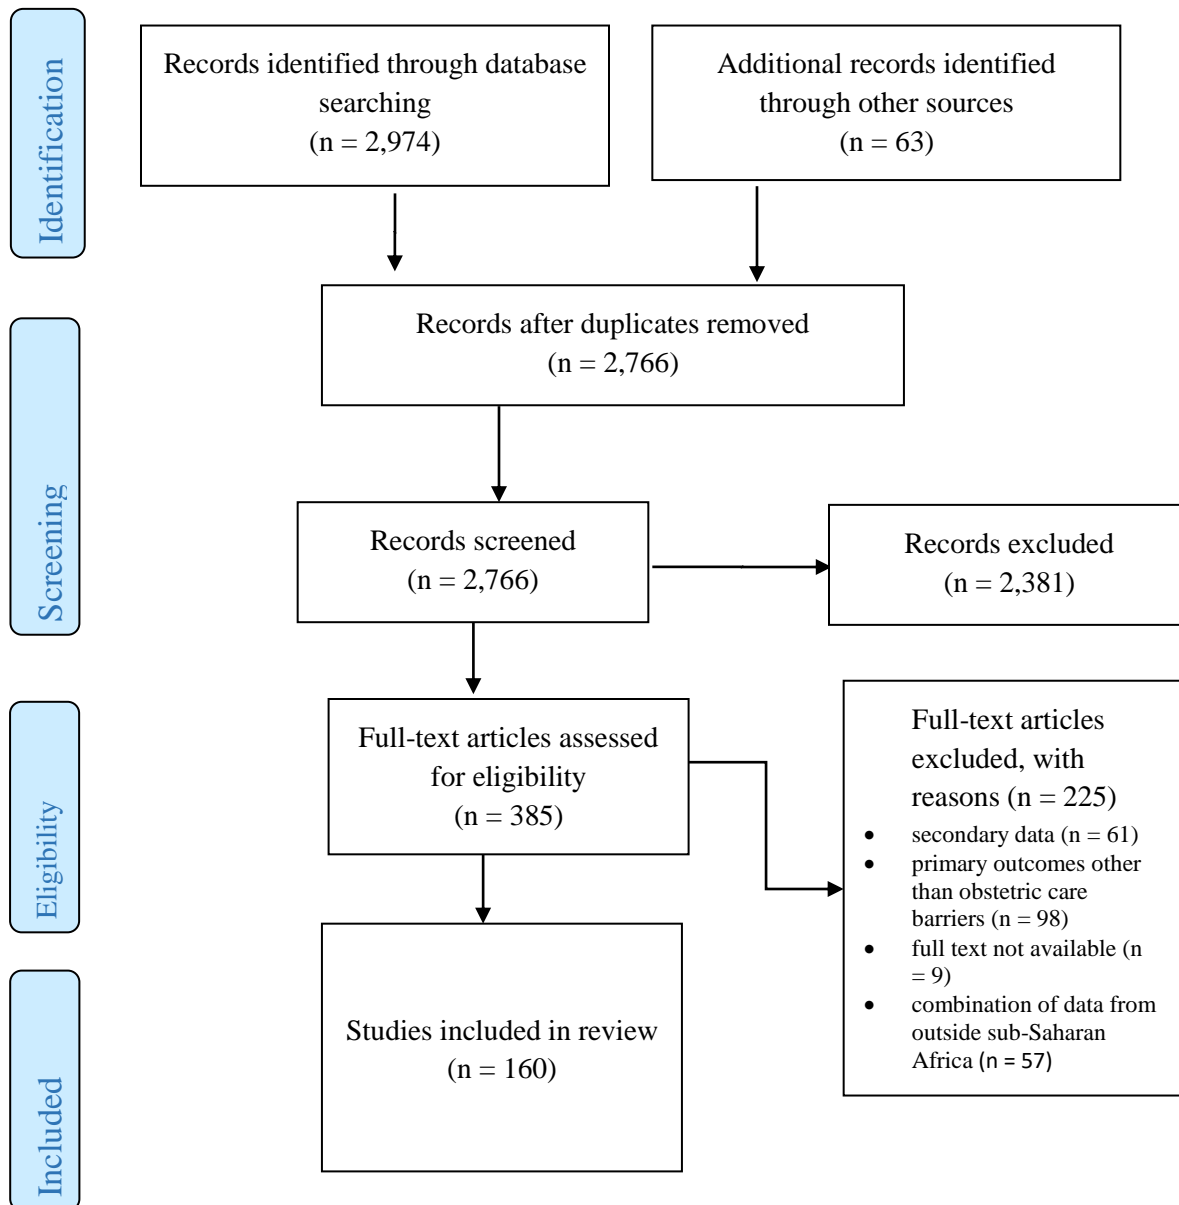 Identification
Records identified through database
searching
(n = 2,974)
Additional records identified
through other sources
(n = 63)
Records after duplicates removed
(n = 2,766)
Screening
Records screened
(n = 2,766)
Records excluded
(n = 2,381)
Eligibility
Full-text articles assessed
for eligibility
(n = 385)
Full-text articles
excluded, with
reasons (n = 225)
• secondary data (n = 61)
• primary outcomes other
than obstetric care
barriers (n = 98)
• full text not available (n
= 9)
• combination of data from
outside sub-Saharan
Africa (n = 57)
Included
Studies included in review
(n = 160)